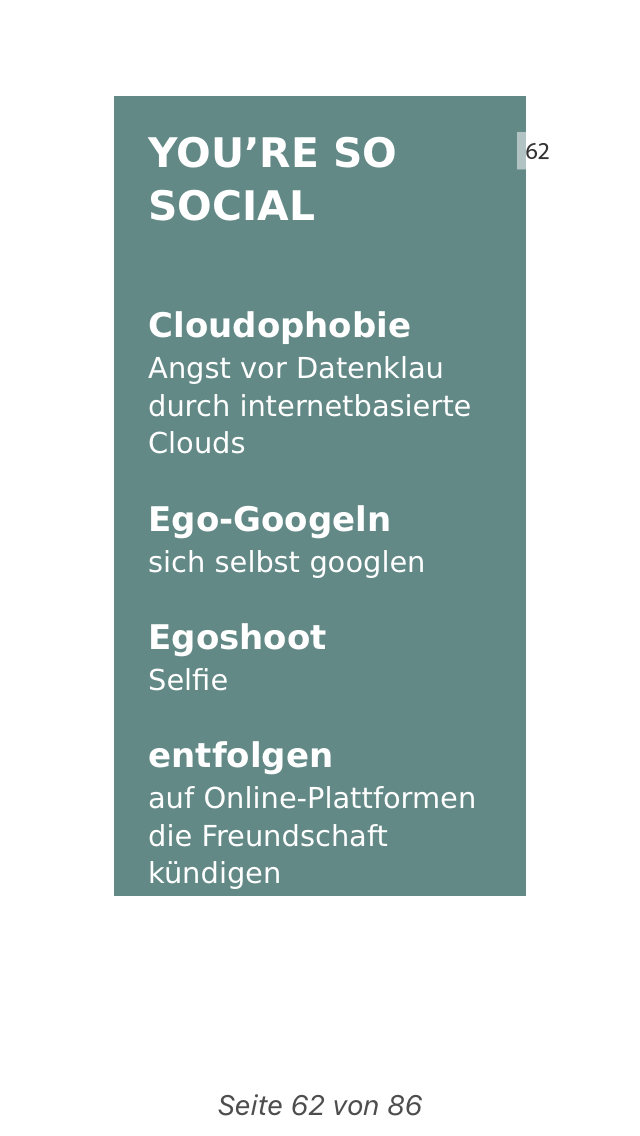 YOU’RE SO
SOCIAL
62
Cloudophobie
Angst vor Datenklau
durch internetbasierte
Clouds
Ego-Googeln
sich selbst googlen
Egoshoot
Selfie
entfolgen
auf Online-Plattformen
die Freundschaft
kündigen
Seite 62 von 86